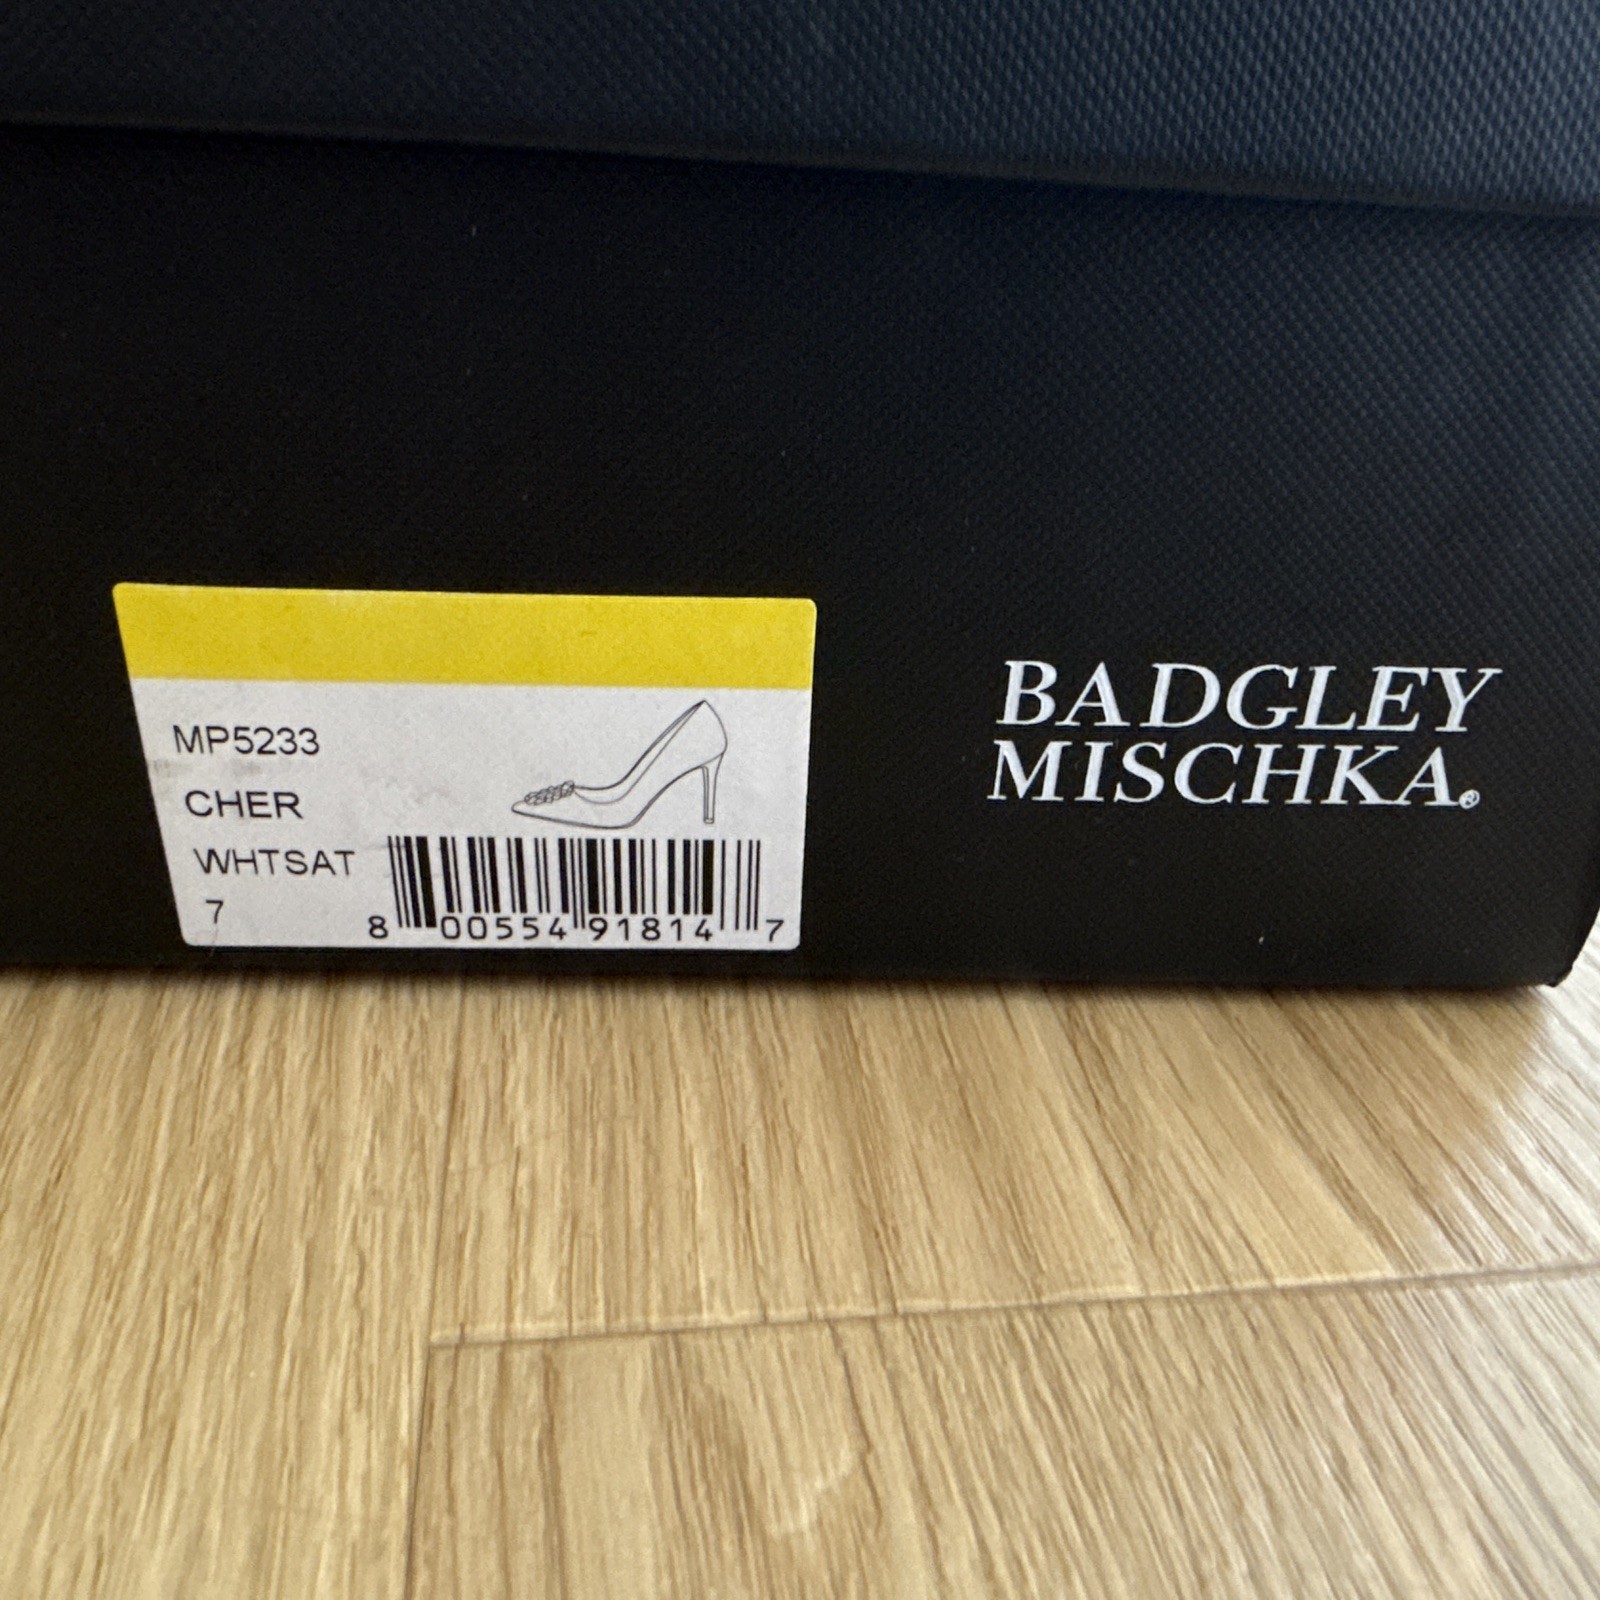 MP5233
CHER
WHTSAT
7
8 00554 91814 7
BADGLEY
MISCHKA®